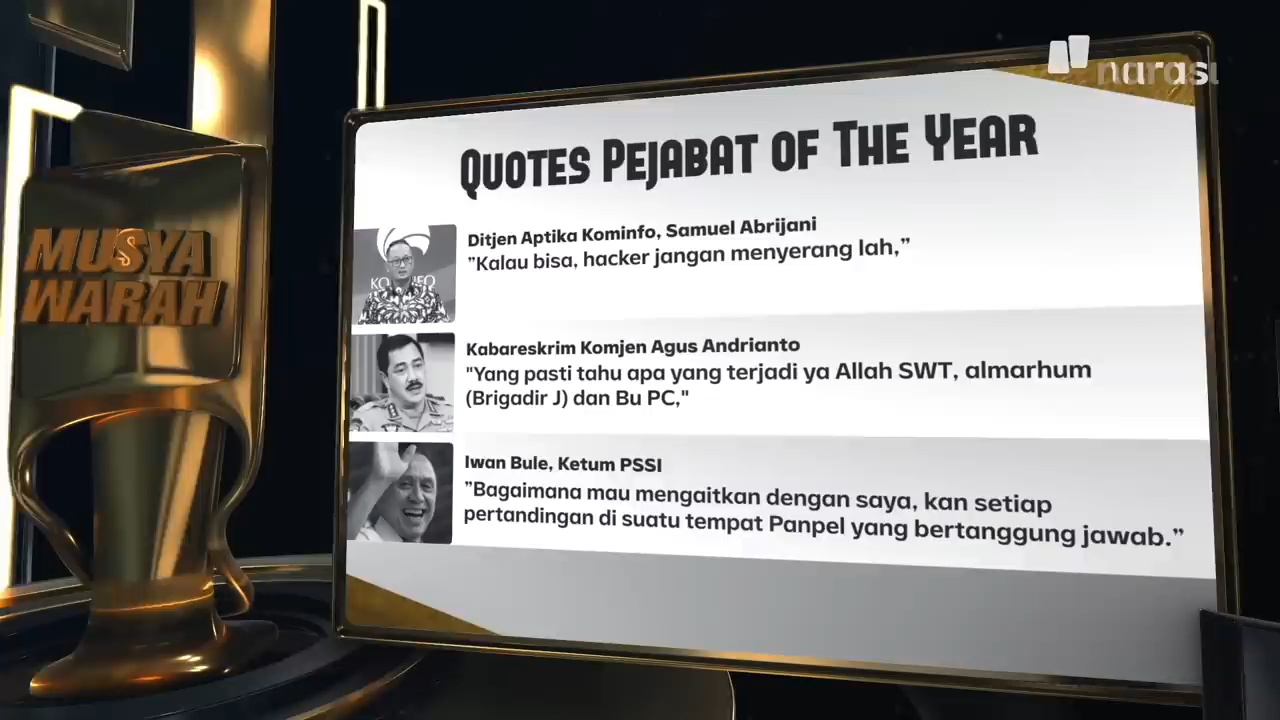 narasi
QUOTES PEJABAT OF THE YEAR
MUSYA
WARAH
Ditjen Aptika Kominfo, Samuel Abrijani
”Kalau bisa, hacker jangan menyerang lah,”
Kabareskrim Komjen Agus Andrianto
"Yang pasti tahu apa yang terjadi ya Allah SWT, almarhum
(Brigadir J) dan Bu PC,"
Iwan Bule, Ketum PSSI
”Bagaimana mau mengaitkan dengan saya, kan setiap
pertandingan di suatu tempat Panpel yang bertanggung jawab.”